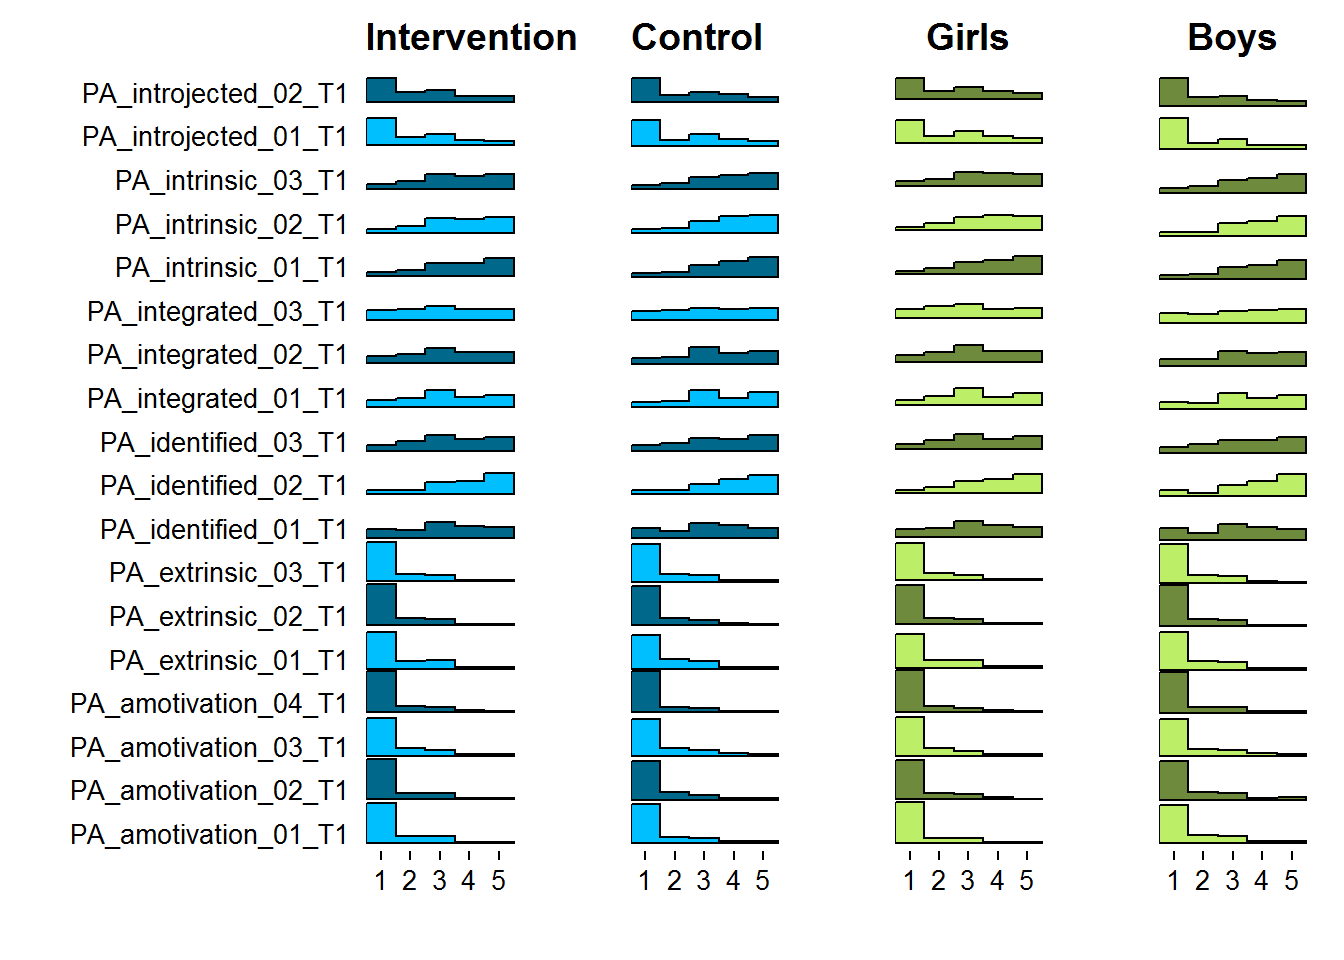 Intervention Control Girls Boys
PA_introjected_02_T1
PA_introjected_01_T1
PA_intrinsic_03_T1
PA_intrinsic_02_T1
PA_intrinsic_01_T1
PA_integrated_03_T1
PA_integrated_02_T1
PA_integrated_01_T1
PA_identified_03_T1
PA_identified_02_T1
PA_identified_01_T1
PA_extrinsic_03_T1
PA_extrinsic_02_T1
PA_extrinsic_01_T1
PA_amotivation_04_T1
PA_amotivation_03_T1
PA_amotivation_02_T1
PA_amotivation_01_T1
1 2 3 4 5 1 2 3 4 5 1 2 3 4 5 1 2 3 4 5